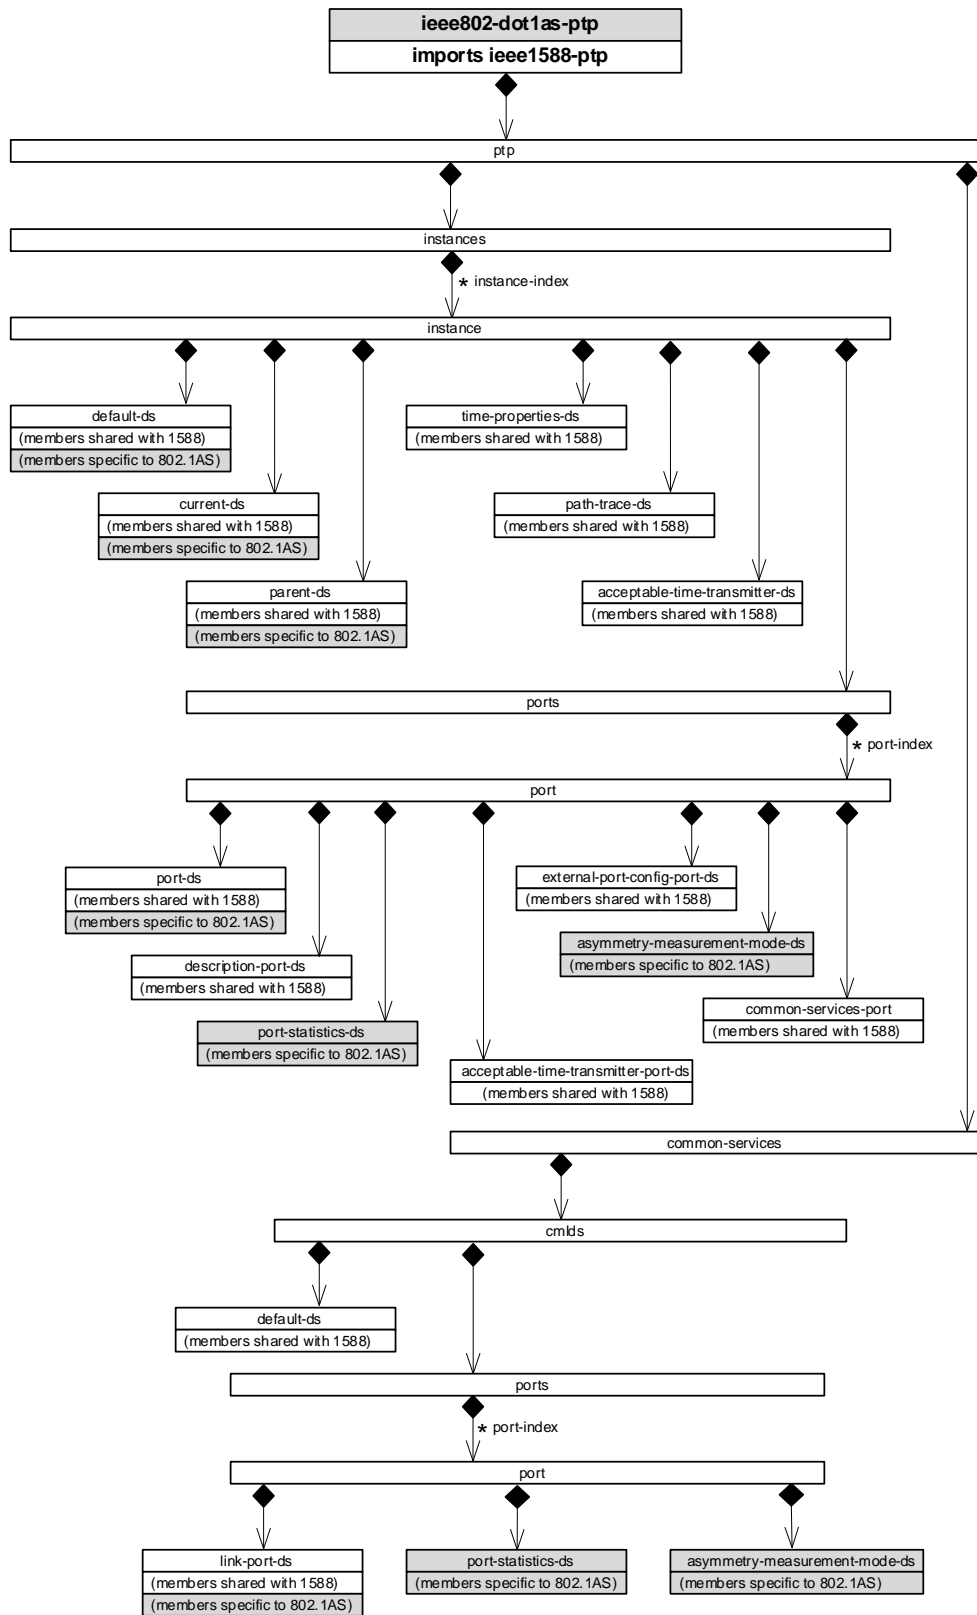 ieee802-dot1as-ptp
imports ieee1588-ptp
ptp
instances
* instance-index
instance
default-ds
(members shared with 1588)
(members specific to 802.1AS)
time-properties-ds
(members shared with 1588)
current-ds
(members shared with 1588)
(members specific to 802.1AS)
path-trace-ds
(members shared with 1588)
parent-ds
(members shared with 1588)
(members specific to 802.1AS)
acceptable-time-transmitter-ds
(members shared with 1588)
ports
* port-index
port
port-ds
(members shared with 1588)
(members specific to 802.1AS)
external-port-config-port-ds
(members shared with 1588)
asymmetry-measurement-mode-ds
(members specific to 802.1AS)
description-port-ds
(members shared with 1588)
common-services-port
(members shared with 1588)
port-statistics-ds
(members specific to 802.1AS)
acceptable-time-transmitter-port-ds
(members shared with 1588)
common-services
cmlds
default-ds
(members shared with 1588)
ports
* port-index
port
link-port-ds
(members shared with 1588)
(members specific to 802.1AS)
port-statistics-ds
(members specific to 802.1AS)
asymmetry-measurement-mode-ds
(members specific to 802.1AS)